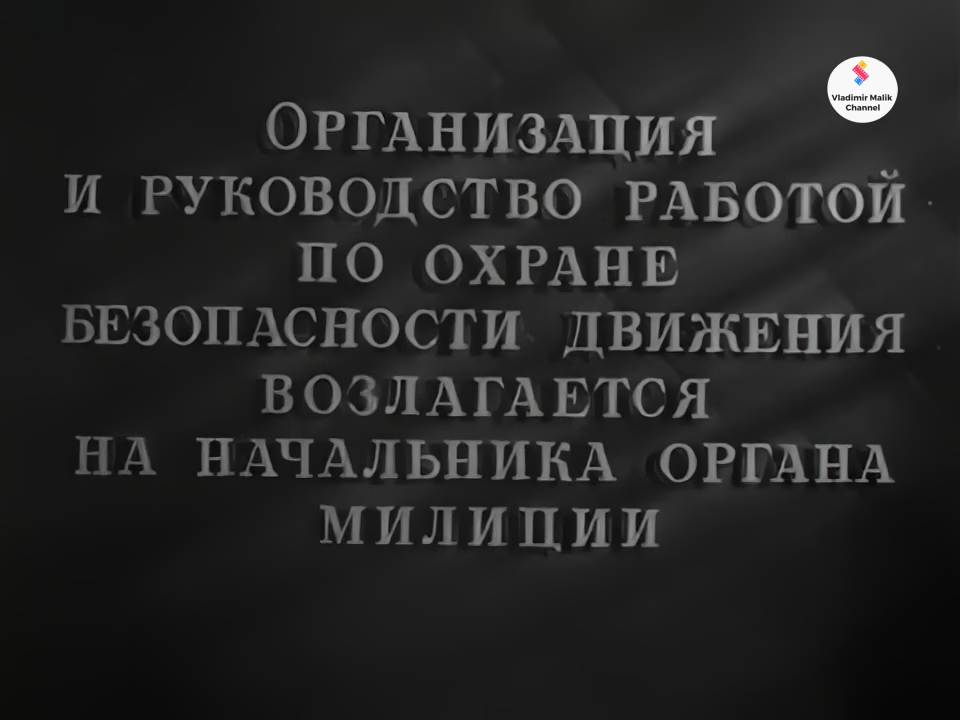 Vladimir Malik
Channel
Организация
и руководство работой
по охране
безопасности движения
возлагается
на начальника органа
милиции